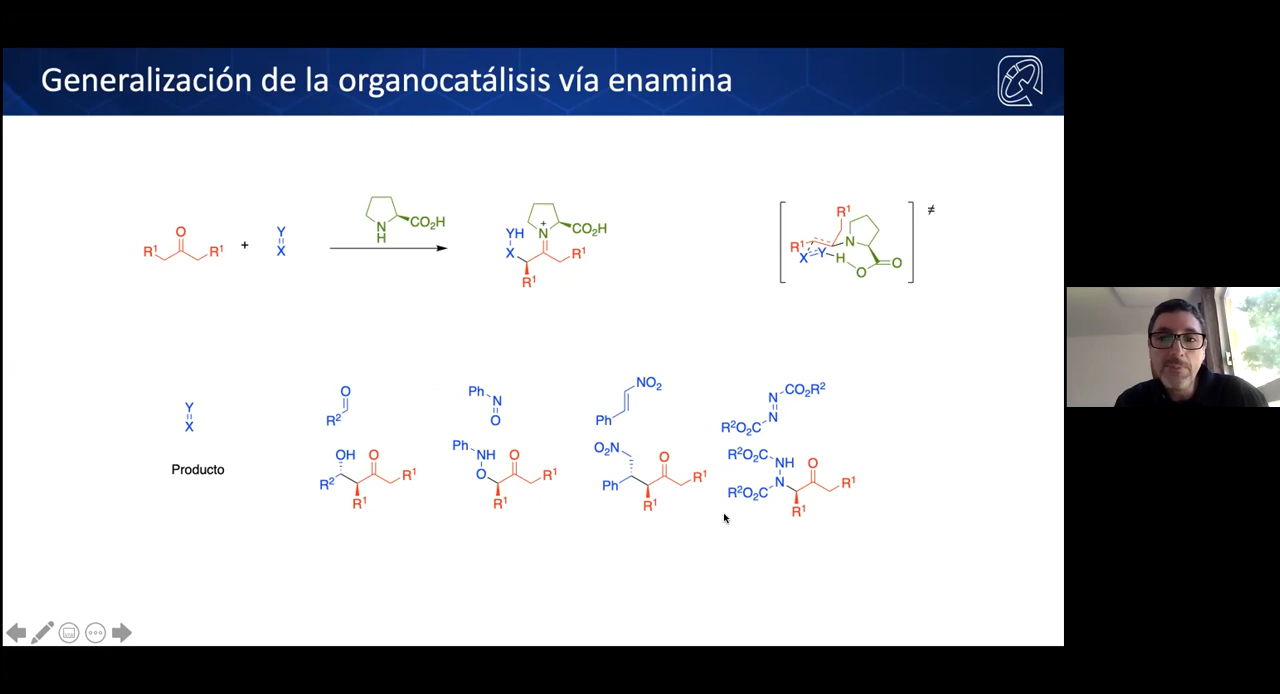 Generalización de la organocatálisis vía enamina
O
R¹ R¹
+
Y
X
N
H
CO₂H
YH
X
+
N
CO₂H
R¹
R¹
R¹
R¹
N
X Y H
O
O
≠
Y
X
O
R²
Ph
N
O
NO₂
Ph
CO₂R²
N
N
R²O₂C
Producto
OH O
R² R¹
R¹
Ph
NH O
O R¹
R¹
O₂N
O
Ph R¹
R¹
R²O₂C
NH O
N
R²O₂C R¹
R¹